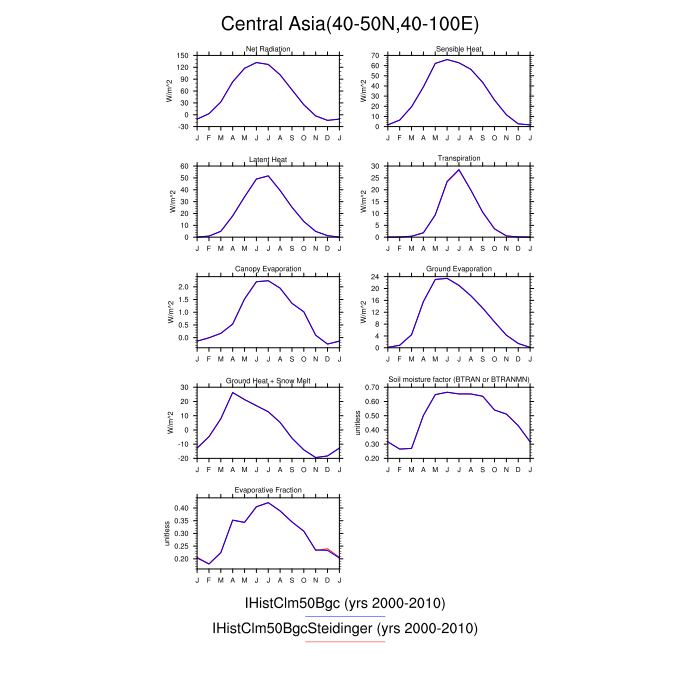 Central Asia(40-50N,40-100E)
Net Radiation
W/m^2
150
120
90
60
30
0
-30
J F M A M J J A S O N D J
Sensible Heat
W/m^2
70
60
50
40
30
20
10
0
J F M A M J J A S O N D J
Latent Heat
W/m^2
60
50
40
30
20
10
0
J F M A M J J A S O N D J
Transpiration
W/m^2
30
25
20
15
10
5
0
J F M A M J J A S O N D J
Canopy Evaporation
W/m^2
2.0
1.5
1.0
0.5
0.0
J F M A M J J A S O N D J
Ground Evaporation
W/m^2
24
20
16
12
8
4
0
J F M A M J J A S O N D J
Ground Heat + Snow Melt
W/m^2
30
20
10
0
-10
-20
J F M A M J J A S O N D J
Soil moisture factor (BTRAN or BTRANMN)
unitless
0.70
0.60
0.50
0.40
0.30
0.20
J F M A M J J A S O N D J
Evaporative Fraction
unitless
0.40
0.35
0.30
0.25
0.20
J F M A M J J A S O N D J
IHistClm50Bgc (yrs 2000-2010)
IHistClm50BgcSteidinger (yrs 2000-2010)